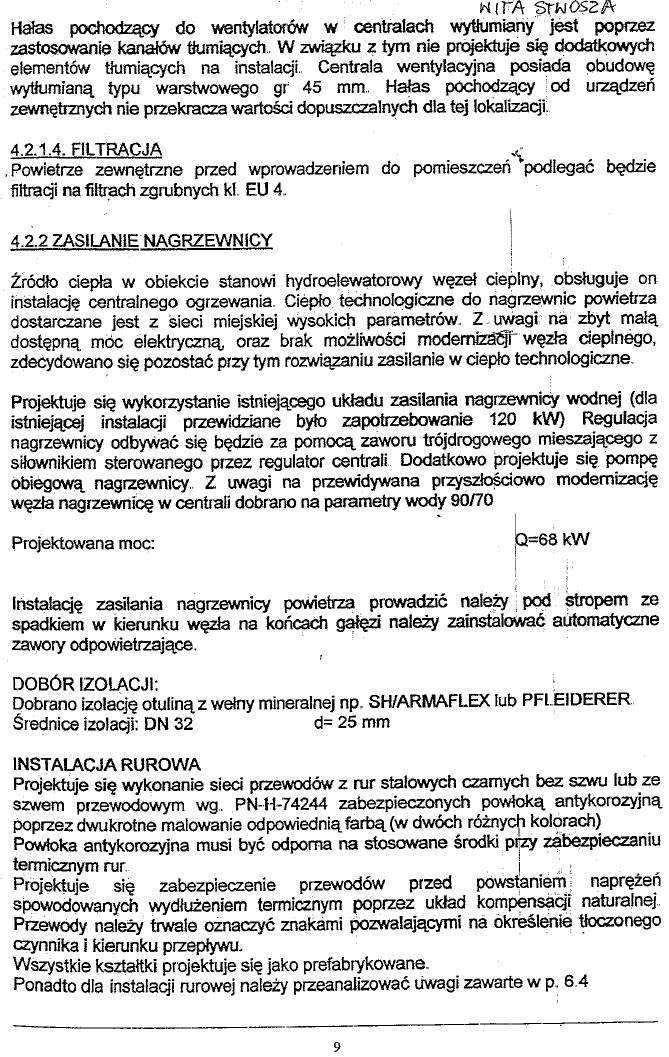 WITA STWOSZA
Hałas pochodzący do wentylatorów w centralach wytłumiany jest poprzez
zastosowanie kanałów tłumiących. W związku z tym nie projektuje się dodatkowych
elementów tłumiących na instalacji. Centrala wentylacyjna posiada obudowę
wytłumianą typu warstwowego gr 45 mm. Hałas pochodzący od urządzeń
zewnętrznych nie przekracza wartości dopuszczalnych dla tej lokalizacji.
4.2.1.4. FILTRACJA
Powietrze zewnętrzne przed wprowadzeniem do pomieszczeń podlegać będzie
filtracji na filtrach zgrubnych kl. EU 4.
4.2.2 ZASILANIE NAGRZEWNICY
Źródło ciepła w obiekcie stanowi hydroelewatorowy węzeł cieplny, obsługuje on
instalację centralnego ogrzewania. Ciepło technologiczne do nagrzewnic powietrza
dostarczane jest z sieci miejskiej wysokich parametrów. Z uwagi na zbyt małą
dostępną moc elektryczną, oraz brak możliwości modernizacji węzła cieplnego,
zdecydowano się pozostać przy tym rozwiązaniu zasilanie w ciepło technologiczne.
Projektuje się wykorzystanie istniejącego układu zasilania nagrzewnicy wodnej (dla
istniejącej instalacji przewidziane było zapotrzebowanie 120 kW) Regulacja
nagrzewnicy odbywać się będzie za pomocą zaworu trójdrogowego mieszającego z
siłownikiem sterowanego przez regulator centrali. Dodatkowo projektuje się pompę
obiegową nagrzewnicy. Z uwagi na przewidywana przyszłościowo modernizację
węzła nagrzewnicę w centrali dobrano na parametry wody 90/70
Projektowana moc: Q=68 kW
Instalację zasilania nagrzewnicy powietrza prowadzić należy pod stropem ze
spadkiem w kierunku węzła na końcach gałęzi należy zainstalować automatyczne
zawory odpowietrzające.
DOBÓR IZOLACJI:
Dobrano izolację otuliną z wełny mineralnej np. SH/ARMAFLEX lub PFLEIDERER.
Średnice izolacji: DN 32 d= 25 mm
INSTALACJA RUROWA
Projektuje się wykonanie sieci przewodów z rur stalowych czarnych bez szwu lub ze
szwem przewodowym wg. PN-H-74244 zabezpieczonych powłoką antykorozyjną
poprzez dwukrotne malowanie odpowiednią farbą (w dwóch różnych kolorach)
Powłoka antykorozyjna musi być odporna na stosowane środki przy zabezpieczaniu
termicznym rur.
Projektuje się zabezpieczenie przewodów przed powstaniem naprężeń
spowodowanych wydłużeniem termicznym poprzez układ kompensacji naturalnej.
Przewody należy trwale oznaczyć znakami pozwalającymi na określenie tłoczonego
czynnika i kierunku przepływu.
Wszystkie kształtki projektuje się jako prefabrykowane.
Ponadto dla instalacji rurowej należy przeanalizować uwagi zawarte w p. 6.4
9